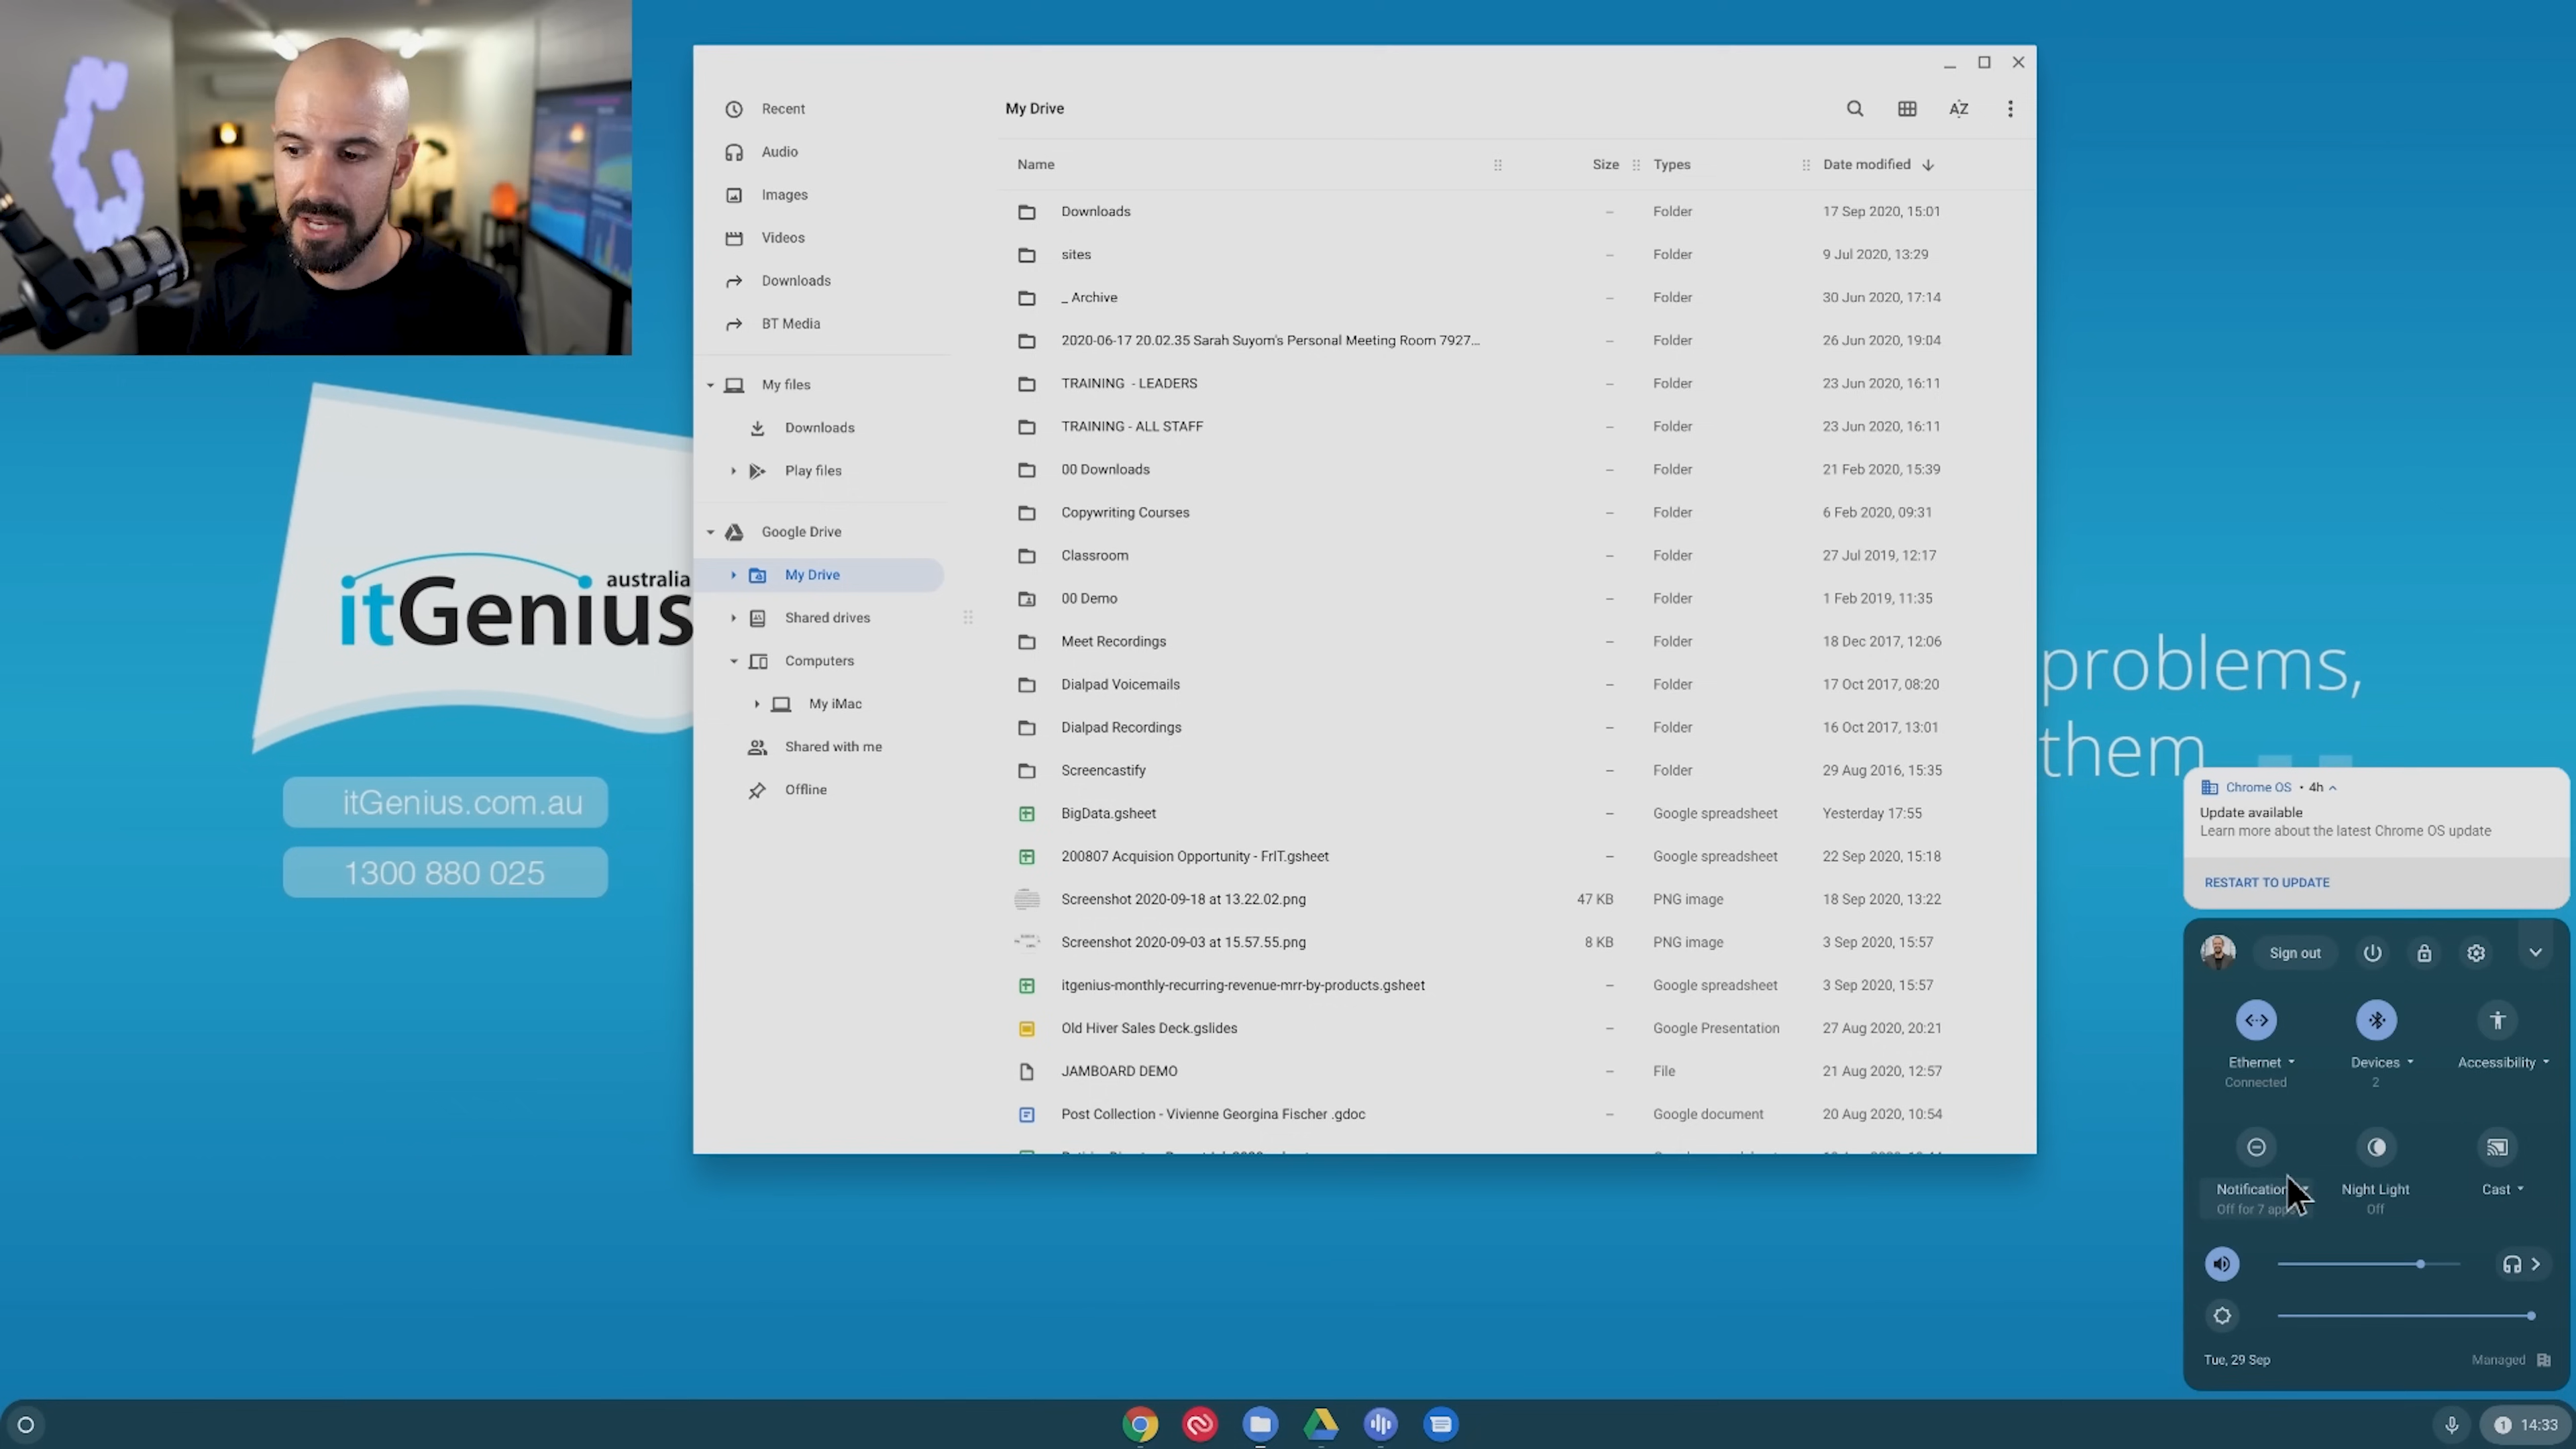 Recent
Audio
Images
Videos
Downloads
BT Media
My files
Downloads
Play files
Google Drive
My Drive
Shared drives
Computers
My iMac
Shared with me
Offline
My Drive
AZ
Name Size Types Date modified
Downloads – Folder 17 Sep 2020, 15:01
sites – Folder 9 Jul 2020, 13:29
_ Archive – Folder 30 Jun 2020, 17:14
2020-06-17 20.02.35 Sarah Suyom's Personal Meeting Room 7927... – Folder 26 Jun 2020, 19:04
TRAINING - LEADERS – Folder 23 Jun 2020, 16:11
TRAINING - ALL STAFF – Folder 23 Jun 2020, 16:11
00 Downloads – Folder 21 Feb 2020, 15:39
Copywriting Courses – Folder 6 Feb 2020, 09:31
Classroom – Folder 27 Jul 2019, 12:17
00 Demo – Folder 1 Feb 2019, 11:35
Meet Recordings – Folder 18 Dec 2017, 12:06
Dialpad Voicemails – Folder 17 Oct 2017, 08:20
Dialpad Recordings – Folder 16 Oct 2017, 13:01
Screencastify – Folder 29 Aug 2016, 15:35
BigData.gsheet – Google spreadsheet Yesterday 17:55
200807 Acquision Opportunity - FrIT.gsheet – Google spreadsheet 22 Sep 2020, 15:18
Screenshot 2020-09-18 at 13.22.02.png 47 KB PNG image 18 Sep 2020, 13:22
Screenshot 2020-09-03 at 15.57.55.png 8 KB PNG image 3 Sep 2020, 15:57
itgenius-monthly-recurring-revenue-mrr-by-products.gsheet – Google spreadsheet 3 Sep 2020, 15:57
Old Hiver Sales Deck.gslides – Google Presentation 27 Aug 2020, 20:21
JAMBOARD DEMO – File 21 Aug 2020, 12:57
Post Collection - Vivienne Georgina Fischer .gdoc – Google document 20 Aug 2020, 10:54
australia
itGenius
itGenius.com.au
1300 880 025
problems,
them
Chrome OS • 4h
Update available
Learn more about the latest Chrome OS update
RESTART TO UPDATE
Sign out
Ethernet Devices Accessibility
Connected 2
Notification Night Light Cast
Off for 7 app Off
Tue, 29 Sep Managed
1 14:33